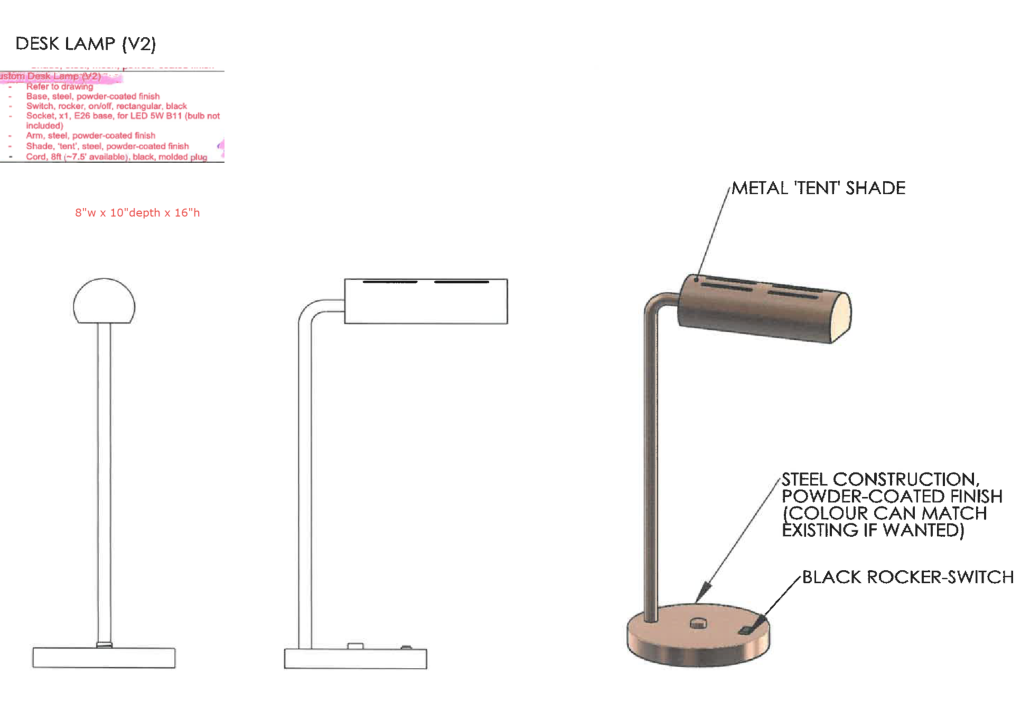 DESK LAMP (V2)
ustom Desk Lamp (V2)
- Refer to drawing
- Base, steel, powder-coated finish
- Switch, rocker, on/off, rectangular, black
- Socket, x1, E26 base, for LED 5W B11 (bulb not
included)
- Arm, steel, powder-coated finish
- Shade, 'tent', steel, powder-coated finish
- Cord, 8ft (~7.5' available), black, molded plug
8"w x 10"depth x 16"h
METAL 'TENT' SHADE
STEEL CONSTRUCTION,
POWDER-COATED FINISH
(COLOUR CAN MATCH
EXISTING IF WANTED)
BLACK ROCKER-SWITCH